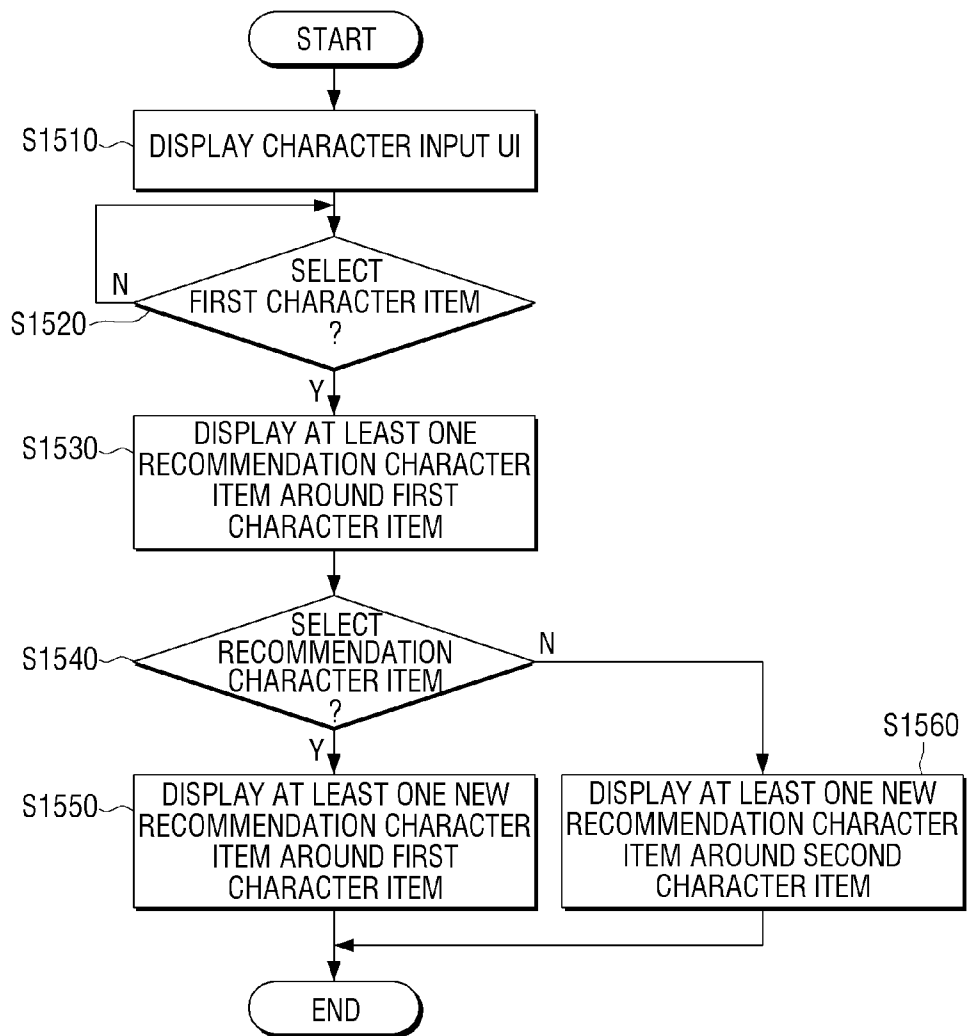 START
S1510
DISPLAY CHARACTER INPUT UI
SELECT
FIRST CHARACTER ITEM
?
N
S1520
Y
S1530
DISPLAY AT LEAST ONE
RECOMMENDATION CHARACTER
ITEM AROUND FIRST
CHARACTER ITEM
S1540
SELECT
RECOMMENDATION
CHARACTER ITEM
?
N
Y
S1550
DISPLAY AT LEAST ONE NEW
RECOMMENDATION CHARACTER
ITEM AROUND FIRST
CHARACTER ITEM
S1560
DISPLAY AT LEAST ONE NEW
RECOMMENDATION CHARACTER
ITEM AROUND SECOND
CHARACTER ITEM
END